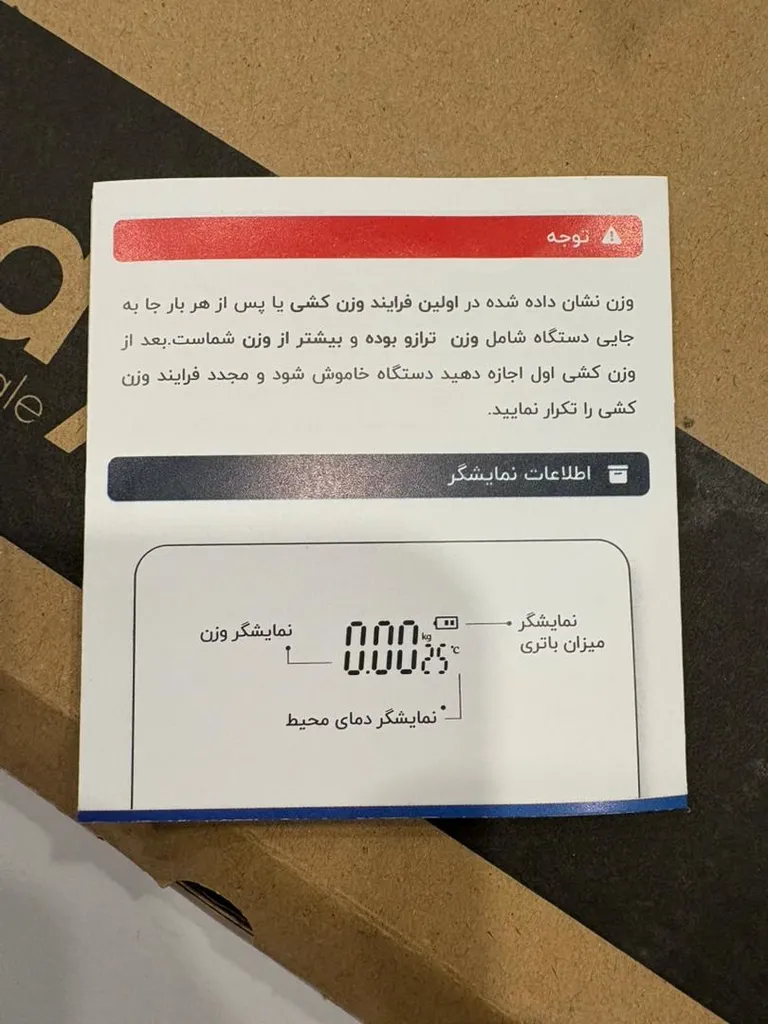 توجه
وزن نشان داده شده در اولین فرایند وزن کشی یا پس از هر بار جا به
جایی دستگاه شامل وزن ترازو بوده و بیشتر از وزن شماست.بعد از
وزن کشی اول اجازه دهید دستگاه خاموش شود و مجدد فرایند وزن
کشی را تکرار نمایید.
اطلاعات نمایشگر
نمایشگر
میزان باتری
0.00 kg
25 °C
نمایشگر وزن
نمایشگر دمای محیط